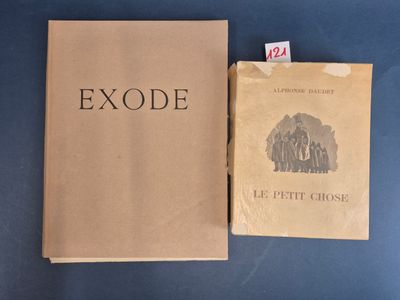 EXODE
121
ALPHONSE DAUDET
LE PETIT CHOSE